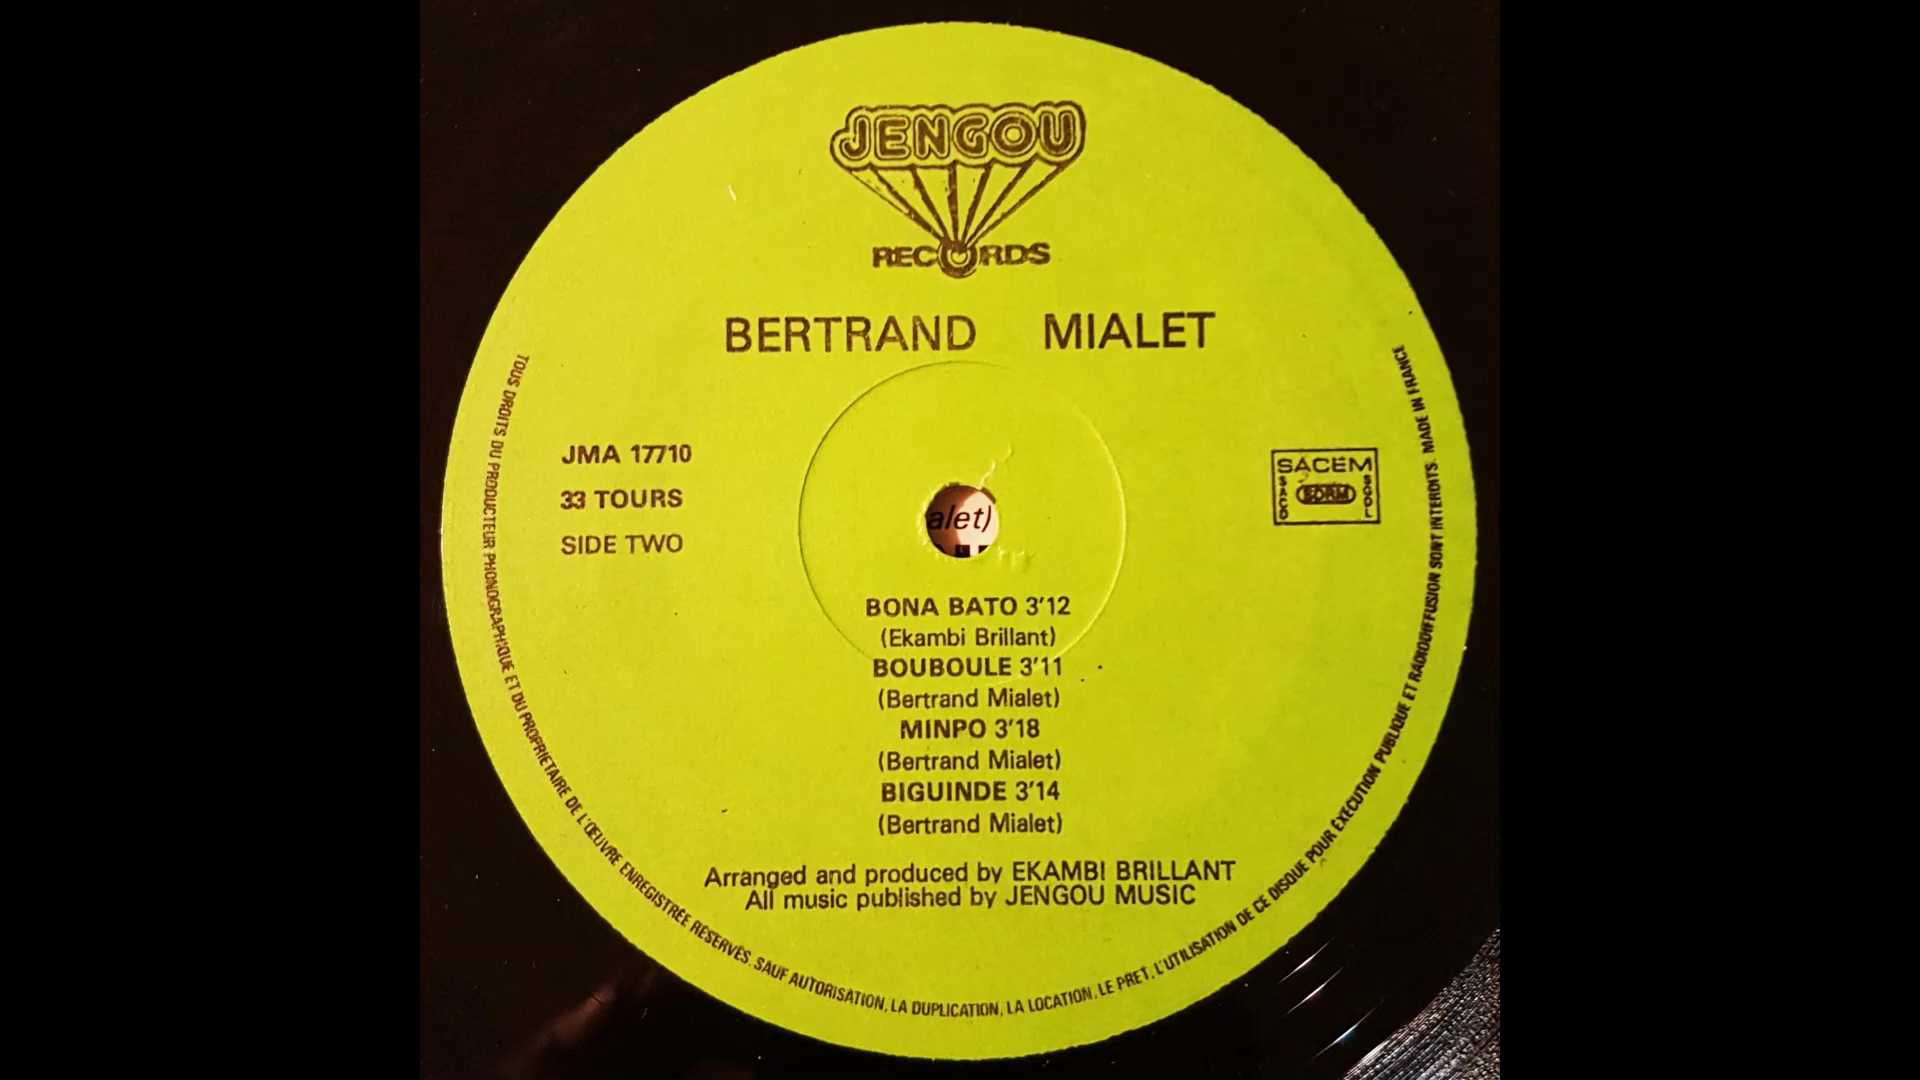 JENGOU
RECORDS
BERTRAND MIALET
JMA 17710
33 TOURS
SIDE TWO
SACEM
SACD
SDRM
SGDL
alet)
BONA BATO 3'12
(Ekambi Brillant)
BOUBOULE 3'11
(Bertrand Mialet)
MINPO 3'18
(Bertrand Mialet)
BIGUINDE 3'14
(Bertrand Mialet)
Arranged and produced by EKAMBI BRILLANT
All music published by JENGOU MUSIC
TOUS DROITS DU PRODUCTEUR PHONOGRAPHIQUE ET DU PROPRIETAIRE DE L'ŒUVRE ENREGISTRÉE RÉSERVÉS. SAUF AUTORISATION, LA DUPLICATION, LA LOCATION, LE PRET, L'UTILISATION DE CE DISQUE POUR EXÉCUTION PUBLIQUE ET RADIODIFFUSION SONT INTERDITS. MADE IN FRANCE